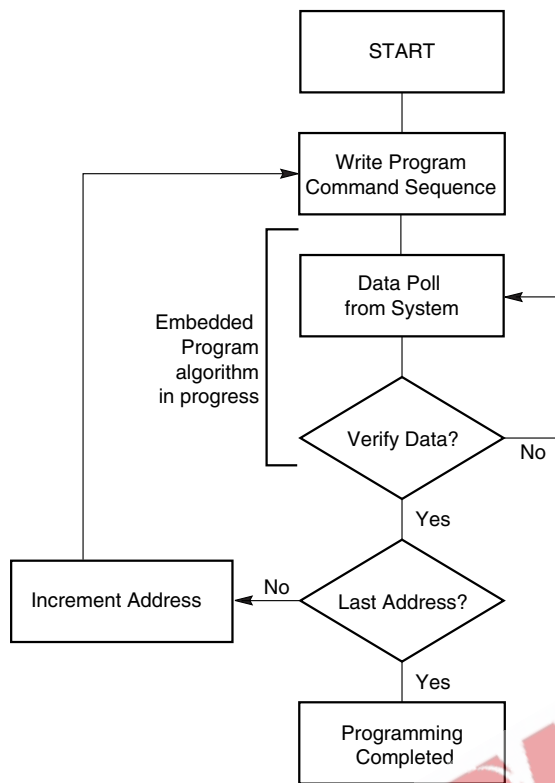 START
Write Program
Command Sequence
Data Poll
from System
Embedded
Program
algorithm
in progress
Verify Data?
No
Yes
No
Increment Address
Last Address?
Yes
Programming
Completed